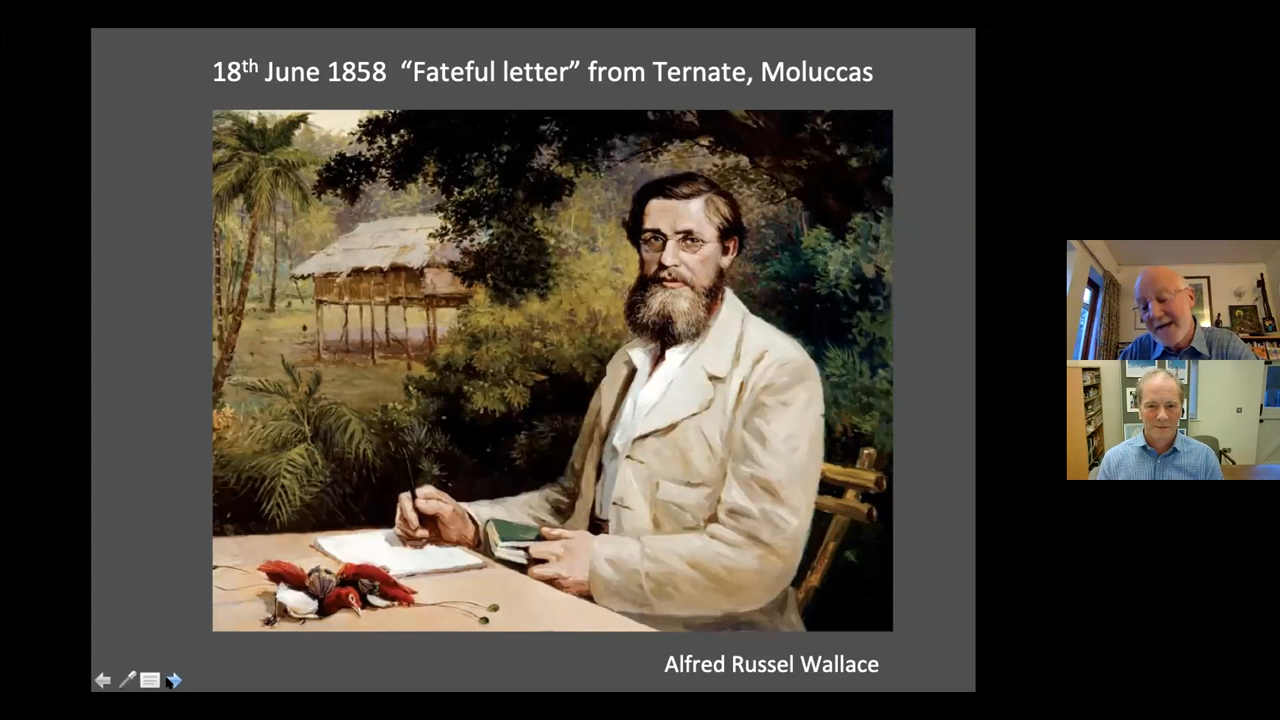 18th June 1858 “Fateful letter” from Ternate, Moluccas
Alfred Russel Wallace